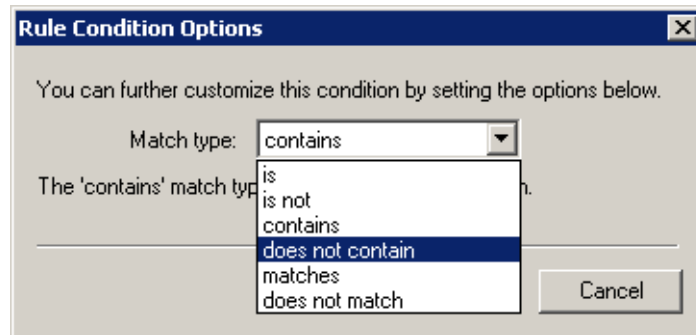 Rule Condition Options
You can further customize this condition by setting the options below.
Match type: contains
is
The 'contains' match typ
is not
contains
does not contain
matches
does not match
Cancel